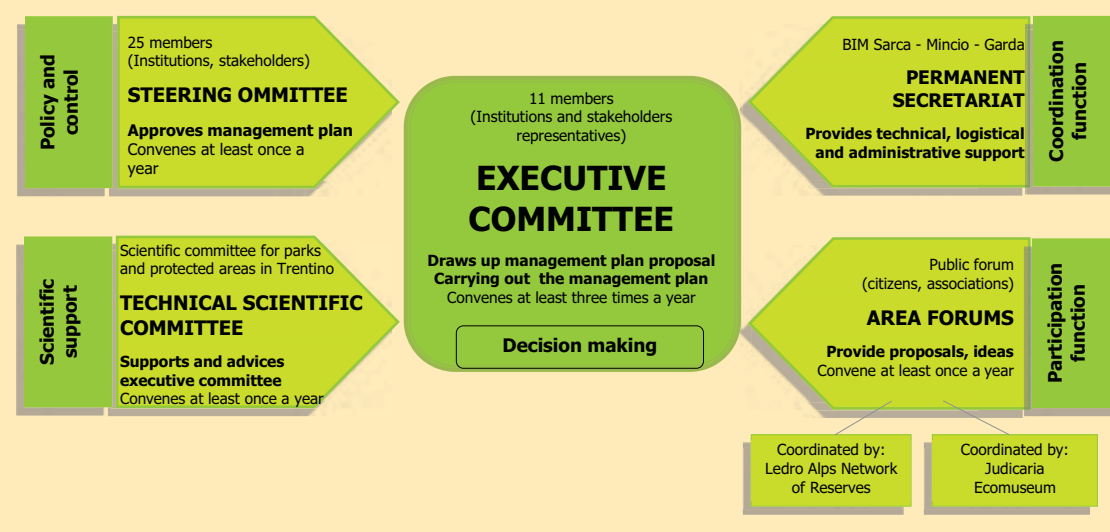 Policy and
control
25 members
(Institutions, stakeholders)
STEERING OMMITTEE
Approves management plan
Convenes at least once a
year
Scientific
support
Scientific committee for parks
and protected areas in Trentino
TECHNICAL SCIENTIFIC
COMMITTEE
Supports and advices
executive committee
Convenes at least once a year
11 members
(Institutions and stakeholders
representatives)
EXECUTIVE
COMMITTEE
Draws up management plan proposal
Carrying out the management plan
Convenes at least three times a year
Decision making
BIM Sarca - Mincio - Garda
PERMANENT
SECRETARIAT
Provides technical, logistical
and administrative support
Coordination
function
Public forum
(citizens, associations)
AREA FORUMS
Provide proposals, ideas
Convene at least once a year
Participation
function
Coordinated by:
Ledro Alps Network
of Reserves
Coordinated by:
Judicaria
Ecomuseum